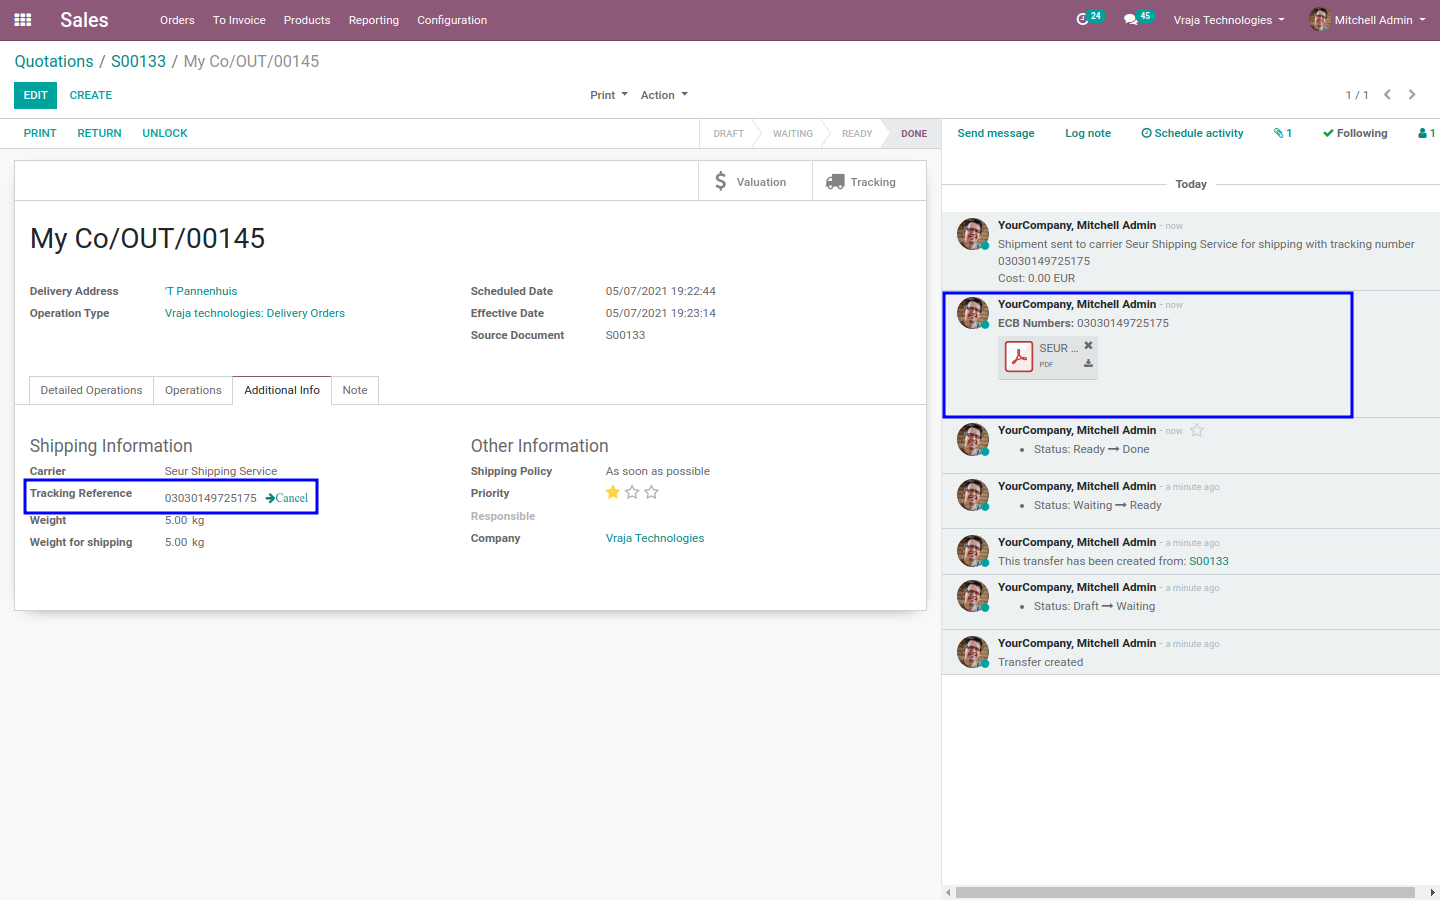 Sales Orders To Invoice Products Reporting Configuration 24 45 Vraja Technologies Mitchell Admin
Quotations / S00133 / My Co/OUT/00145
EDIT CREATE Print Action 1 / 1
PRINT RETURN UNLOCK DRAFT WAITING READY DONE
Valuation Tracking
My Co/OUT/00145
Delivery Address 'T Pannenhuis
Operation Type Vraja technologies: Delivery Orders
Scheduled Date 05/07/2021 19:22:44
Effective Date 05/07/2021 19:23:14
Source Document S00133
Detailed Operations Operations Additional Info Note
Shipping Information
Carrier Seur Shipping Service
Tracking Reference 03030149725175 Cancel
Weight 5.00 kg
Weight for shipping 5.00 kg
Other Information
Shipping Policy As soon as possible
Priority
Responsible
Company Vraja Technologies
Send message Log note Schedule activity 1 Following 1
Today
YourCompany, Mitchell Admin - now
Shipment sent to carrier Seur Shipping Service for shipping with tracking number
03030149725175
Cost: 0.00 EUR
YourCompany, Mitchell Admin - now
ECB Numbers: 03030149725175
SEUR ...
PDF
YourCompany, Mitchell Admin - now
• Status: Ready → Done
YourCompany, Mitchell Admin - a minute ago
• Status: Waiting → Ready
YourCompany, Mitchell Admin - a minute ago
This transfer has been created from: S00133
YourCompany, Mitchell Admin - a minute ago
• Status: Draft → Waiting
YourCompany, Mitchell Admin - a minute ago
Transfer created